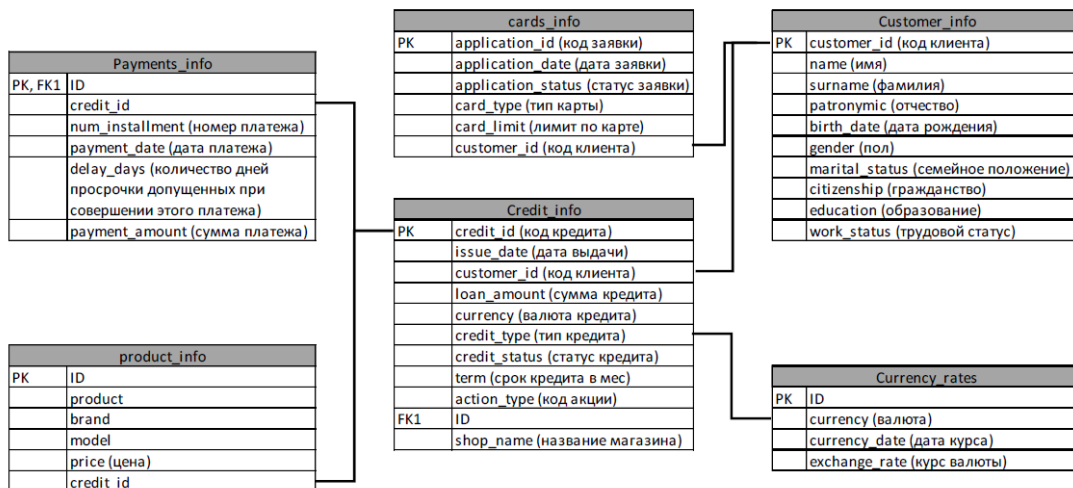 Payments_info
PK, FK1 ID
credit_id
num_installment (номер платежа)
payment_date (дата платежа)
delay_days (количество дней
просрочки допущенных при
совершении этого платежа)
payment_amount (сумма платежа)
product_info
PK ID
product
brand
model
price (цена)
credit_id
cards_info
PK application_id (код заявки)
application_date (дата заявки)
application_status (статус заявки)
card_type (тип карты)
card_limit (лимит по карте)
customer_id (код клиента)
Credit_info
PK credit_id (код кредита)
issue_date (дата выдачи)
customer_id (код клиента)
loan_amount (сумма кредита)
currency (валюта кредита)
credit_type (тип кредита)
credit_status (статус кредита)
term (срок кредита в мес)
action_type (код акции)
FK1 ID
shop_name (название магазина)
Customer_info
PK customer_id (код клиента)
name (имя)
surname (фамилия)
patronymic (отчество)
birth_date (дата рождения)
gender (пол)
marital_status (семейное положение)
citizenship (гражданство)
education (образование)
work_status (трудовой статус)
Currency_rates
PK ID
currency (валюта)
currency_date (дата курса)
exchange_rate (курс валюты)